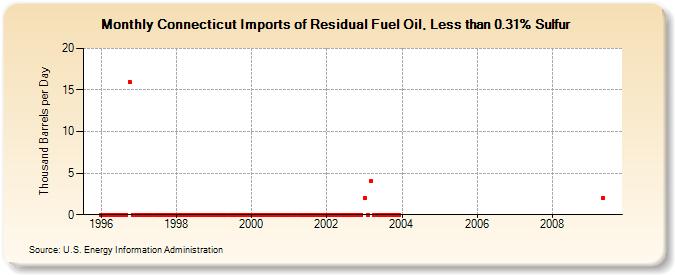 Monthly Connecticut Imports of Residual Fuel Oil, Less than 0.31% Sulfur
Thousand Barrels per Day
20
15
10
5
0
1996 1998 2000 2002 2004 2006 2008
Source: U.S. Energy Information Administration